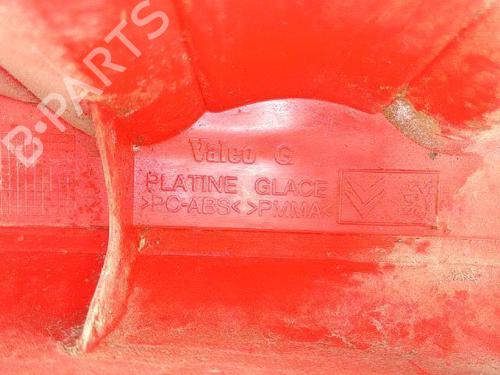 B-PARTS
Valeo G
PLATINE GLACE
>PC-ABS< >PMMA<